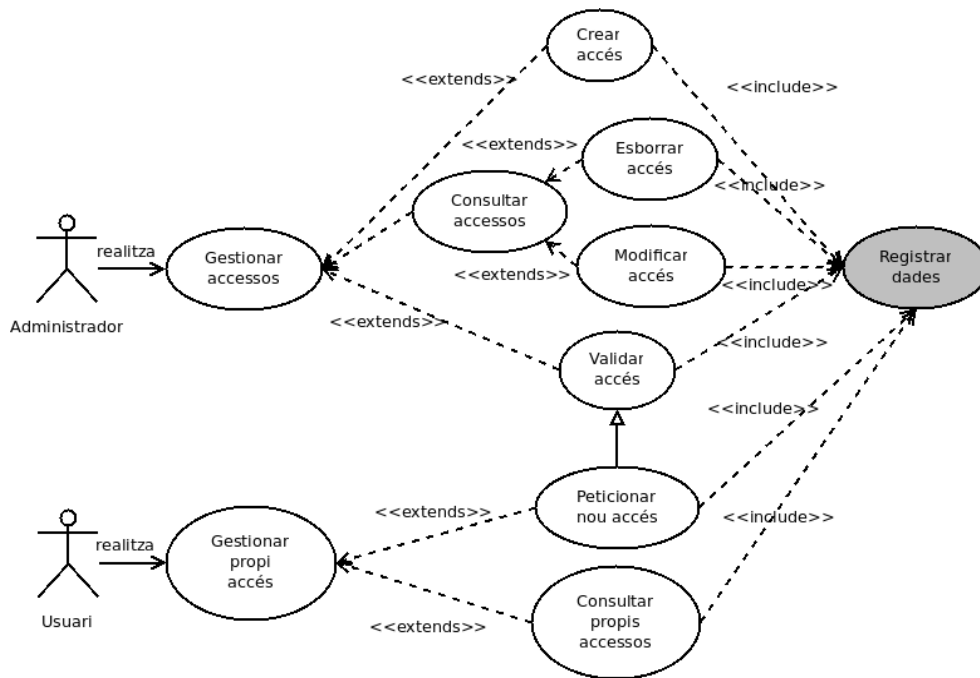 Crear
accés
<<extends>>
<<include>>
Esborrar
accés
<<extends>>
<<include>>
Consultar
accessos
realitza
Gestionar
accessos
Modificar
accés
Registrar
dades
<<extends>>
<<include>>
Administrador
<<extends>>
<<include>>
Validar
accés
<<include>>
Peticionar
nou accés
<<extends>>
<<include>>
realitza
Gestionar
propi
accés
Usuari
Consultar
propis
accessos
<<extends>>